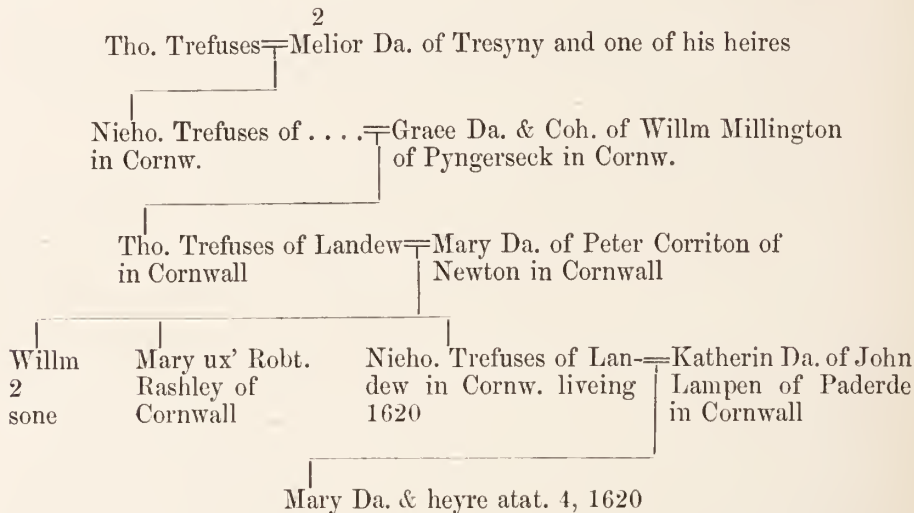 2
Tho. Trefuses Melior Da. of Tresyny and one of his heires
Nicho. Trefuses of . . . . Grace Da. & Coh. of Willm Millington
in Cornw. of Pyngerseck in Cornw.
Tho. Trefuses of Landew Mary Da. of Peter Corriton of
in Cornwall Newton in Cornwall
Willm Mary ux' Robt. Nicho. Trefuses of Lan- Katherin Da. of John
2 Rashley of dew in Cornw. liveing Lampen of Paderde
sone Cornwall 1620 in Cornwall
Mary Da. & heyre atat. 4, 1620